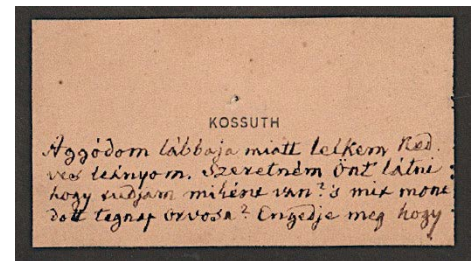 KOSSUTH
Aggódom lábbaja miatt lelkem Ked.
ves leányom. Szeretném Önt látni
hogy tudjam miként van? 's mit mon-
dott tegnap orvosa? Engedje meg hogy